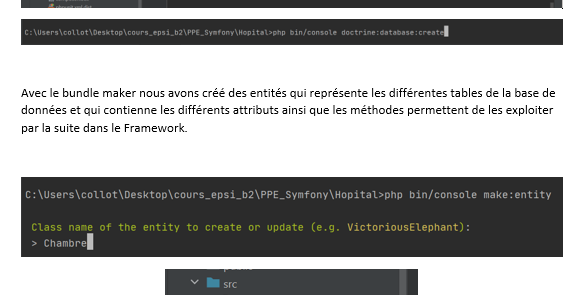 C:\Users\collot\Desktop\cours_epsi_b2\PPE_Symfony\Hopital>php bin/console doctrine:database:create
Avec le bundle maker nous avons créé des entités qui représente les différentes tables de la base de
données et qui contienne les différents attributs ainsi que les méthodes permettent de les exploiter
par la suite dans le Framework.
C:\Users\collot\Desktop\cours_epsi_b2\PPE_Symfony\Hopital>php bin/console make:entity
Class name of the entity to create or update (e.g. VictoriousElephant):
> Chambre
src